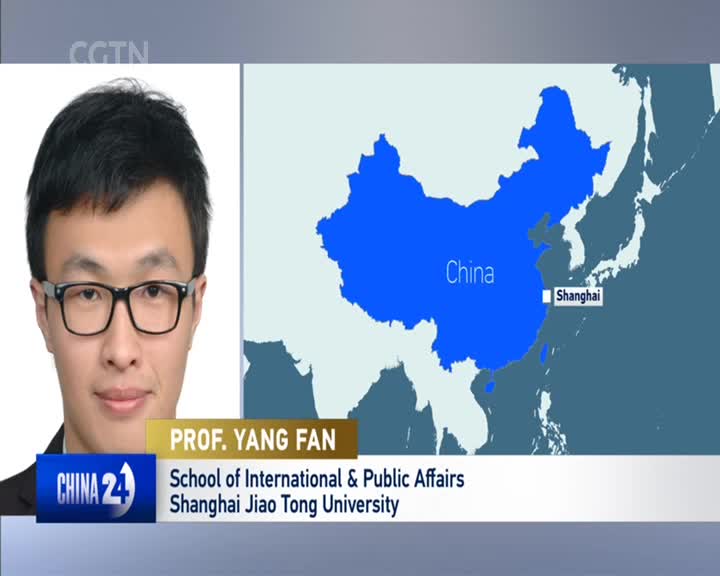 CGTN
China
Shanghai
PROF. YANG FAN
School of International & Public Affairs
Shanghai Jiao Tong University
CHINA 24